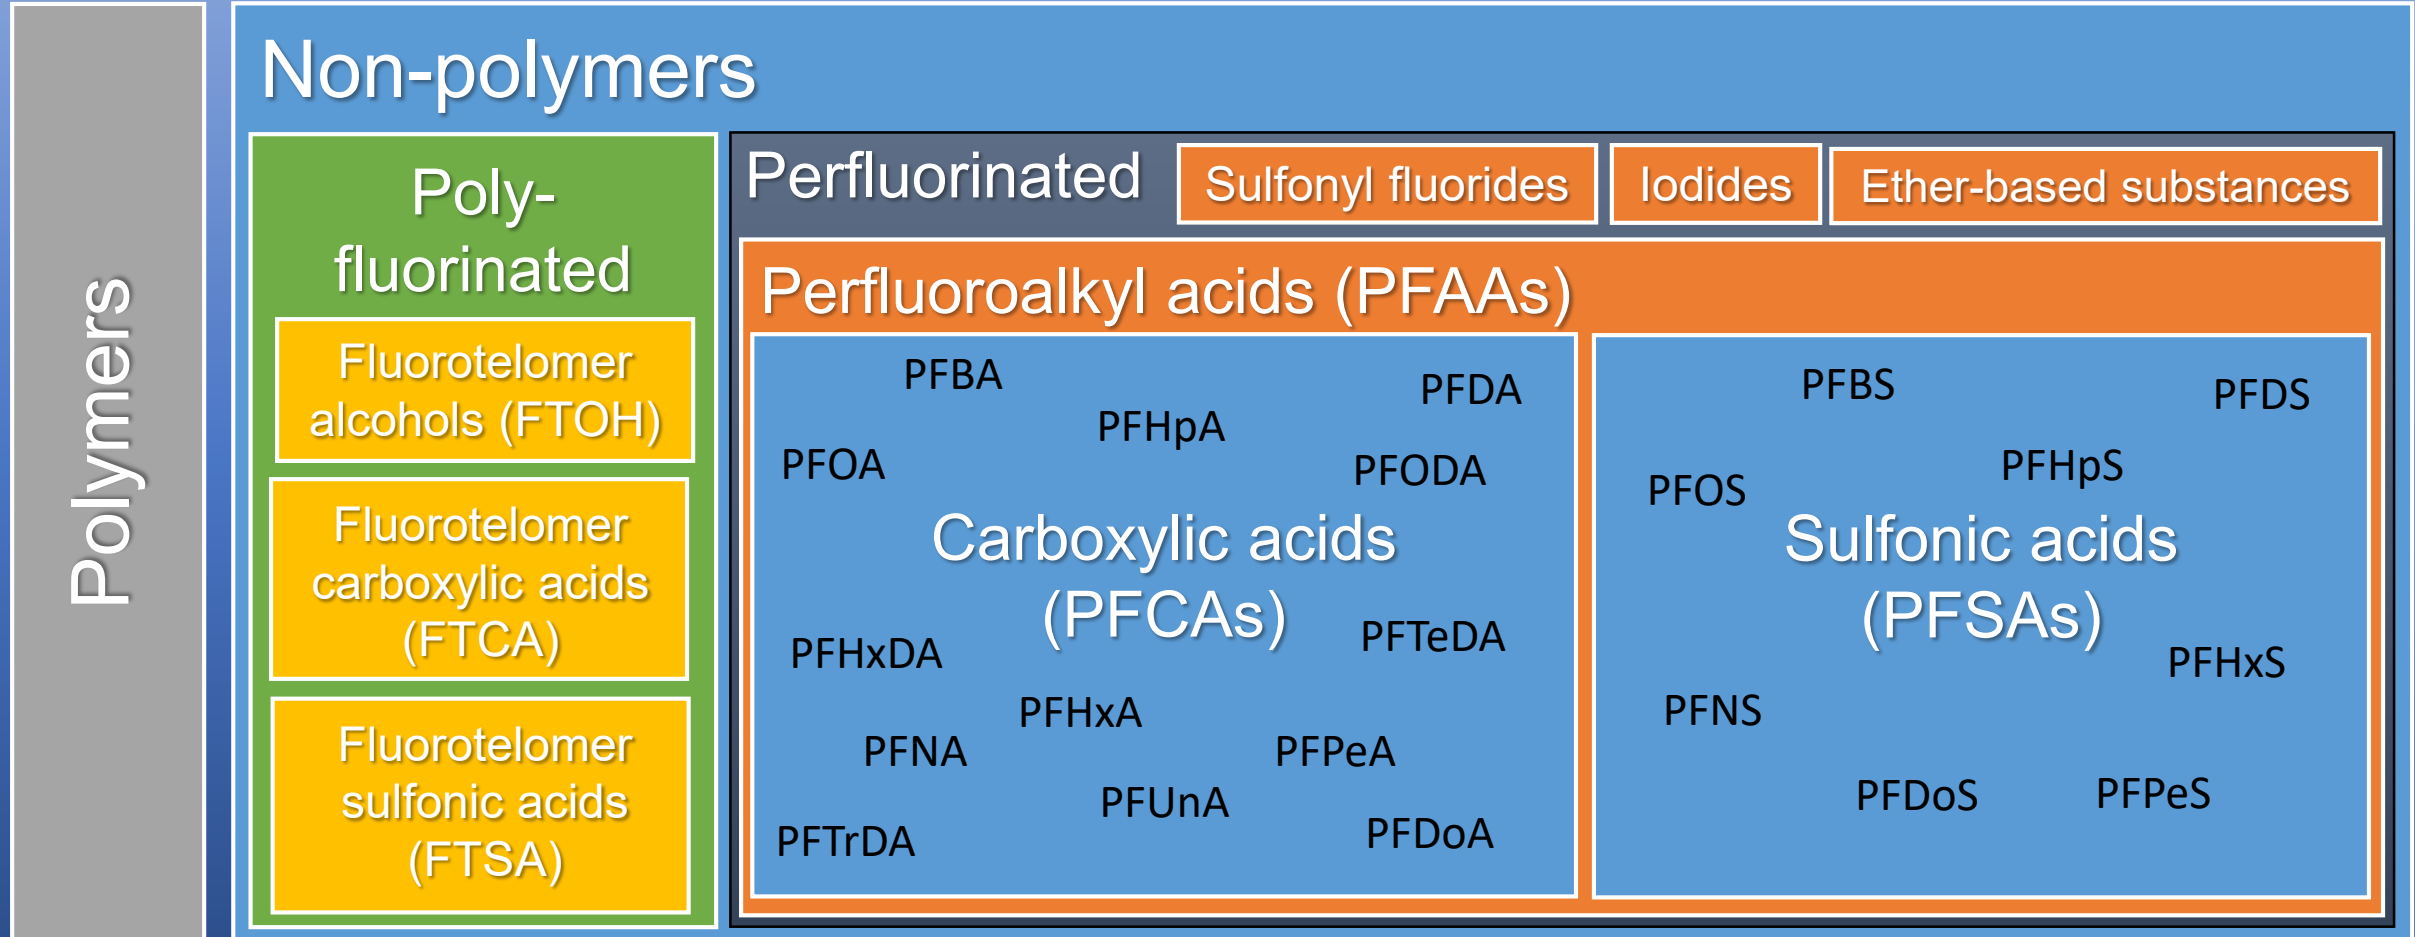 Polymers
Non-polymers
Poly-
fluorinated
Fluorotelomer
alcohols (FTOH)
Fluorotelomer
carboxylic acids
(FTCA)
Fluorotelomer
sulfonic acids
(FTSA)
Perfluorinated
Sulfonyl fluorides
Iodides
Ether-based substances
Perfluoroalkyl acids (PFAAs)
PFBA
PFDA
PFHpA
PFOA
PFODA
Carboxylic acids
(PFCAs)
PFTeDA
PFHxDA
PFHxA
PFNA
PFPeA
PFUnA
PFTrDA
PFDoA
PFBS
PFDS
PFHpS
PFOS
Sulfonic acids
(PFSAs)
PFHxS
PFNS
PFDoS
PFPeS